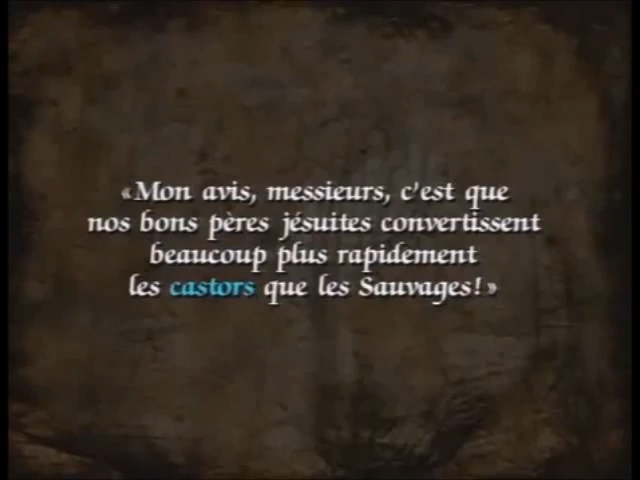 «Mon avis, messieurs, c'est que
nos bons pères jésuites convertissent
beaucoup plus rapidement
les castors que les Sauvages!»